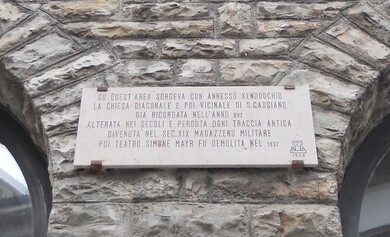 SU QUEST'AREA SORGEVA CON ANNESSO XENODOCHIO
LA CHIESA DIACONALE E POI VICINALE DI S.CASSIANO
GIÀ RICORDATA NELL'ANNO 897
ALTERATA NEI SECOLI E PERDUTA OGNI TRACCIA ANTICA
DIVENUTA NEL SEC.XIX MAGAZZENO MILITARE
POI TEATRO SIMONE MAYR FU DEMOLITA NEL